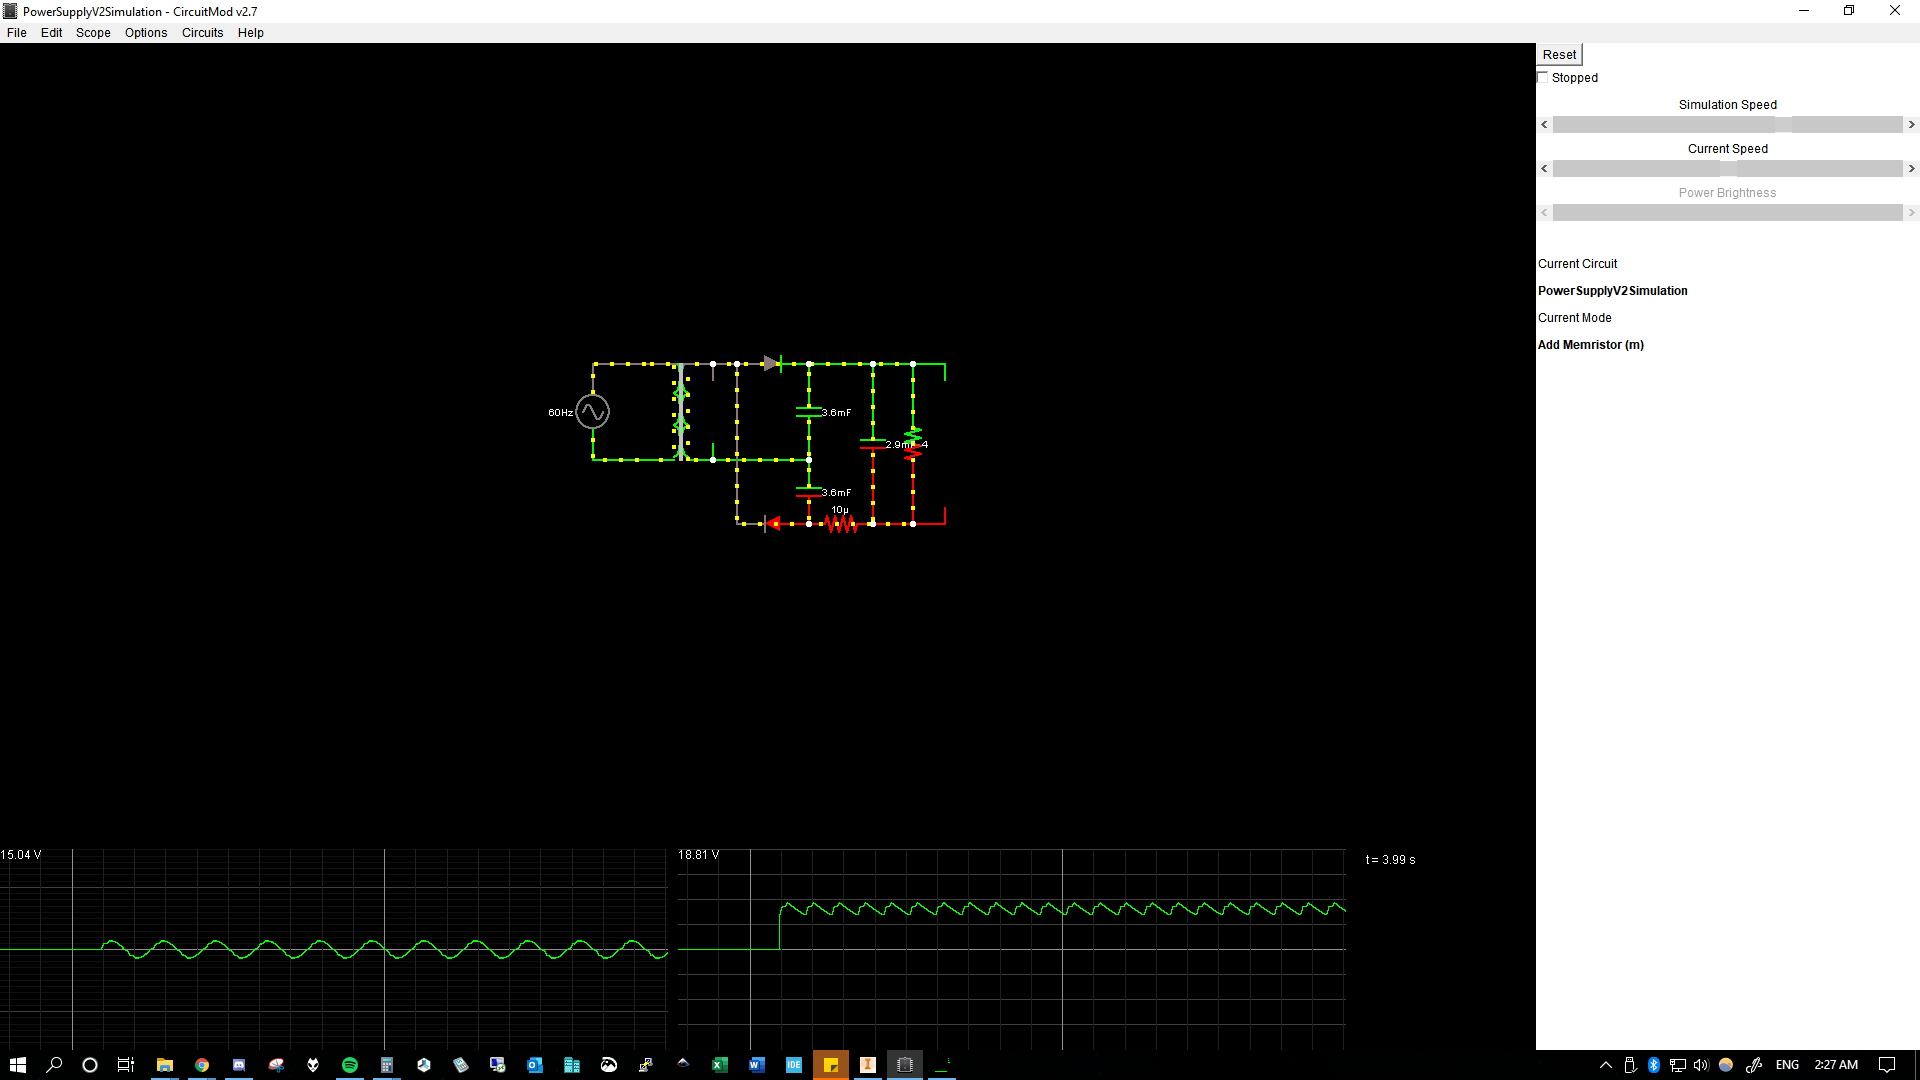 PowerSupplyV2Simulation - CircuitMod v2.7
File Edit Scope Options Circuits Help
Reset
Stopped
Simulation Speed
Current Speed
Power Brightness
Current Circuit
PowerSupplyV2Simulation
Current Mode
Add Memristor (m)
60Hz
3.6mF
2.9mF 4
3.6mF
10µ
15.04 V
18.81 V
t = 3.99 s
IDE
ENG 2:27 AM